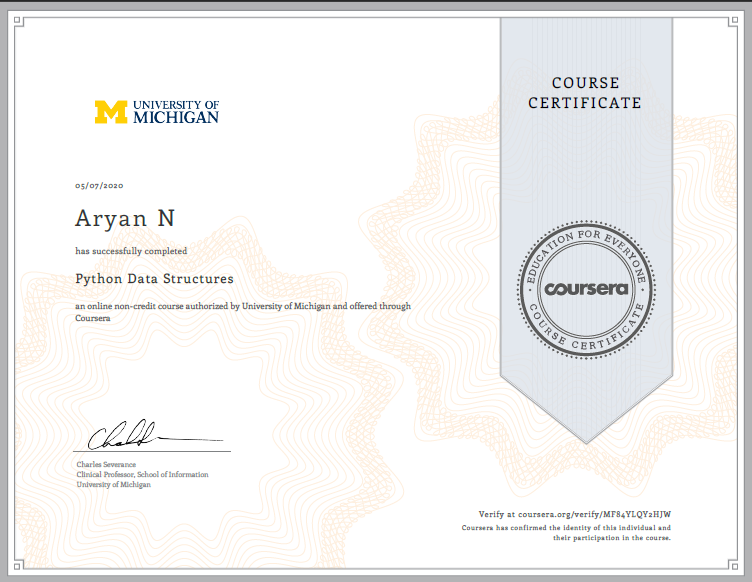 COURSE
CERTIFICATE
UNIVERSITY OF
MICHIGAN
05/07/2020
Aryan N
has successfully completed
Python Data Structures
an online non-credit course authorized by University of Michigan and offered through
Coursera
EDUCATION FOR EVERYONE
coursera
COURSE CERTIFICATE
Charles Severance
Clinical Professor, School of Information
University of Michigan
Verify at coursera.org/verify/MF84YLQY2HJW
Coursera has confirmed the identity of this individual and
their participation in the course.